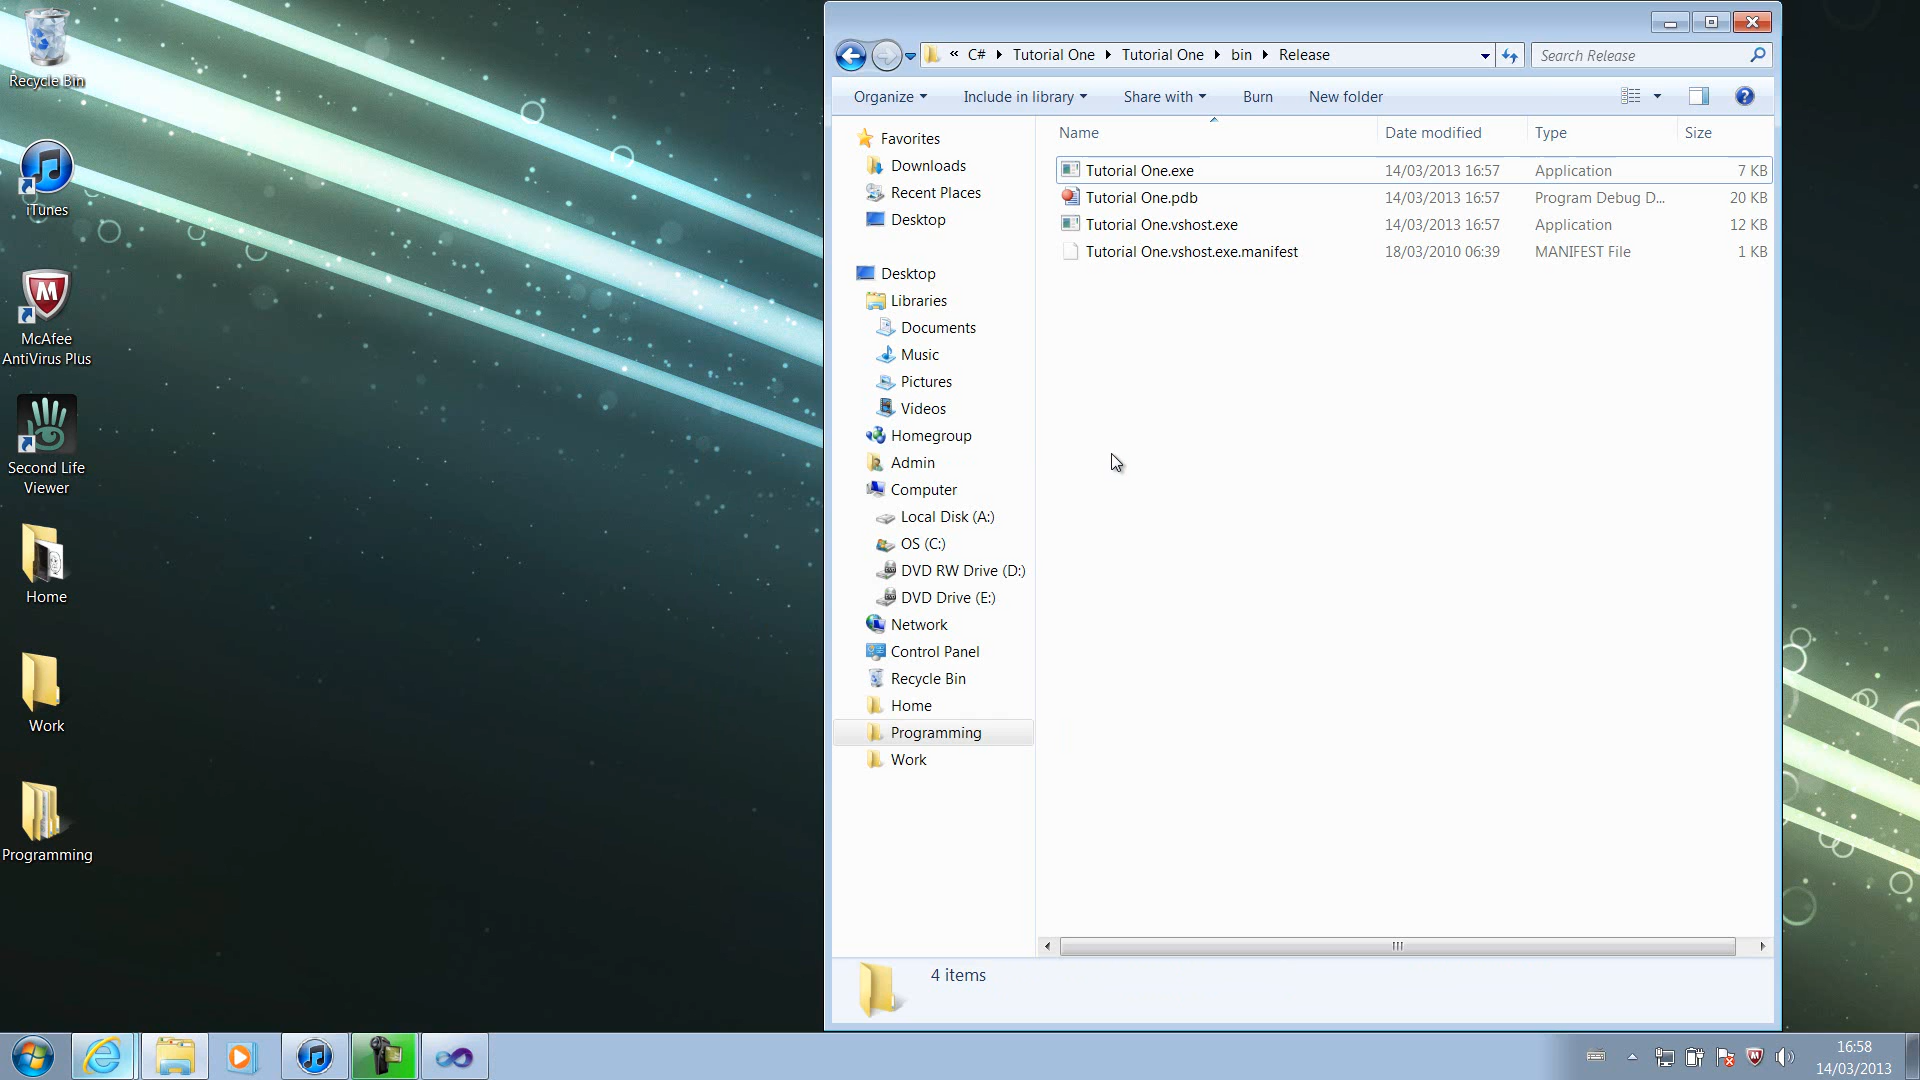 Recycle Bin
iTunes
McAfee
AntiVirus Plus
Second Life
Viewer
Home
Work
Programming
« C# Tutorial One Tutorial One bin Release
Search Release
Organize Include in library Share with Burn New folder
Favorites
Downloads
Recent Places
Desktop
Desktop
Libraries
Documents
Music
Pictures
Videos
Homegroup
Admin
Computer
Local Disk (A:)
OS (C:)
DVD RW Drive (D:)
DVD Drive (E:)
Network
Control Panel
Recycle Bin
Home
Programming
Work
Name Date modified Type Size
Tutorial One.exe 14/03/2013 16:57 Application 7 KB
Tutorial One.pdb 14/03/2013 16:57 Program Debug D... 20 KB
Tutorial One.vshost.exe 14/03/2013 16:57 Application 12 KB
Tutorial One.vshost.exe.manifest 18/03/2010 06:39 MANIFEST File 1 KB
4 items
16:58
14/03/2013